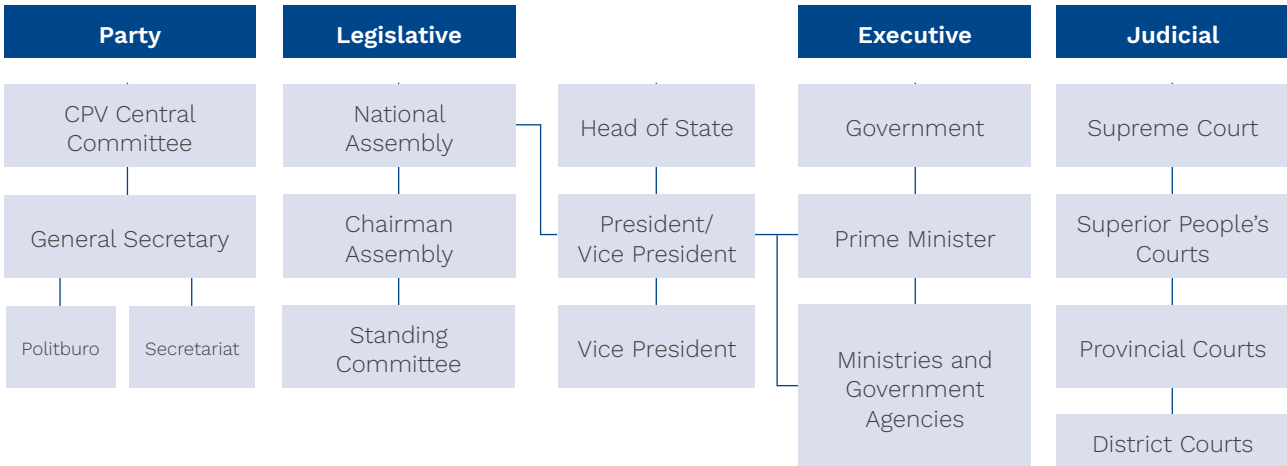 Party
Legislative
Executive
Judicial
CPV Central
Committee
General Secretary
Politburo
Secretariat
National
Assembly
Chairman
Assembly
Standing
Committee
Head of State
President/
Vice President
Vice President
Government
Prime Minister
Ministries and
Government
Agencies
Supreme Court
Superior People’s
Courts
Provincial Courts
District Courts